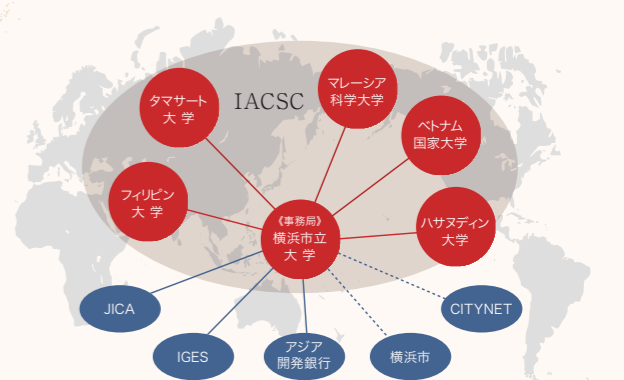 IACSC
タマサート
大 学
マレーシア
科学大学
ベトナム
国家大学
フィリピン
大 学
ハサヌディン
大学
《事務局》
横浜市立
大 学
JICA
IGES
アジア
開発銀行
横浜市
CITYNET